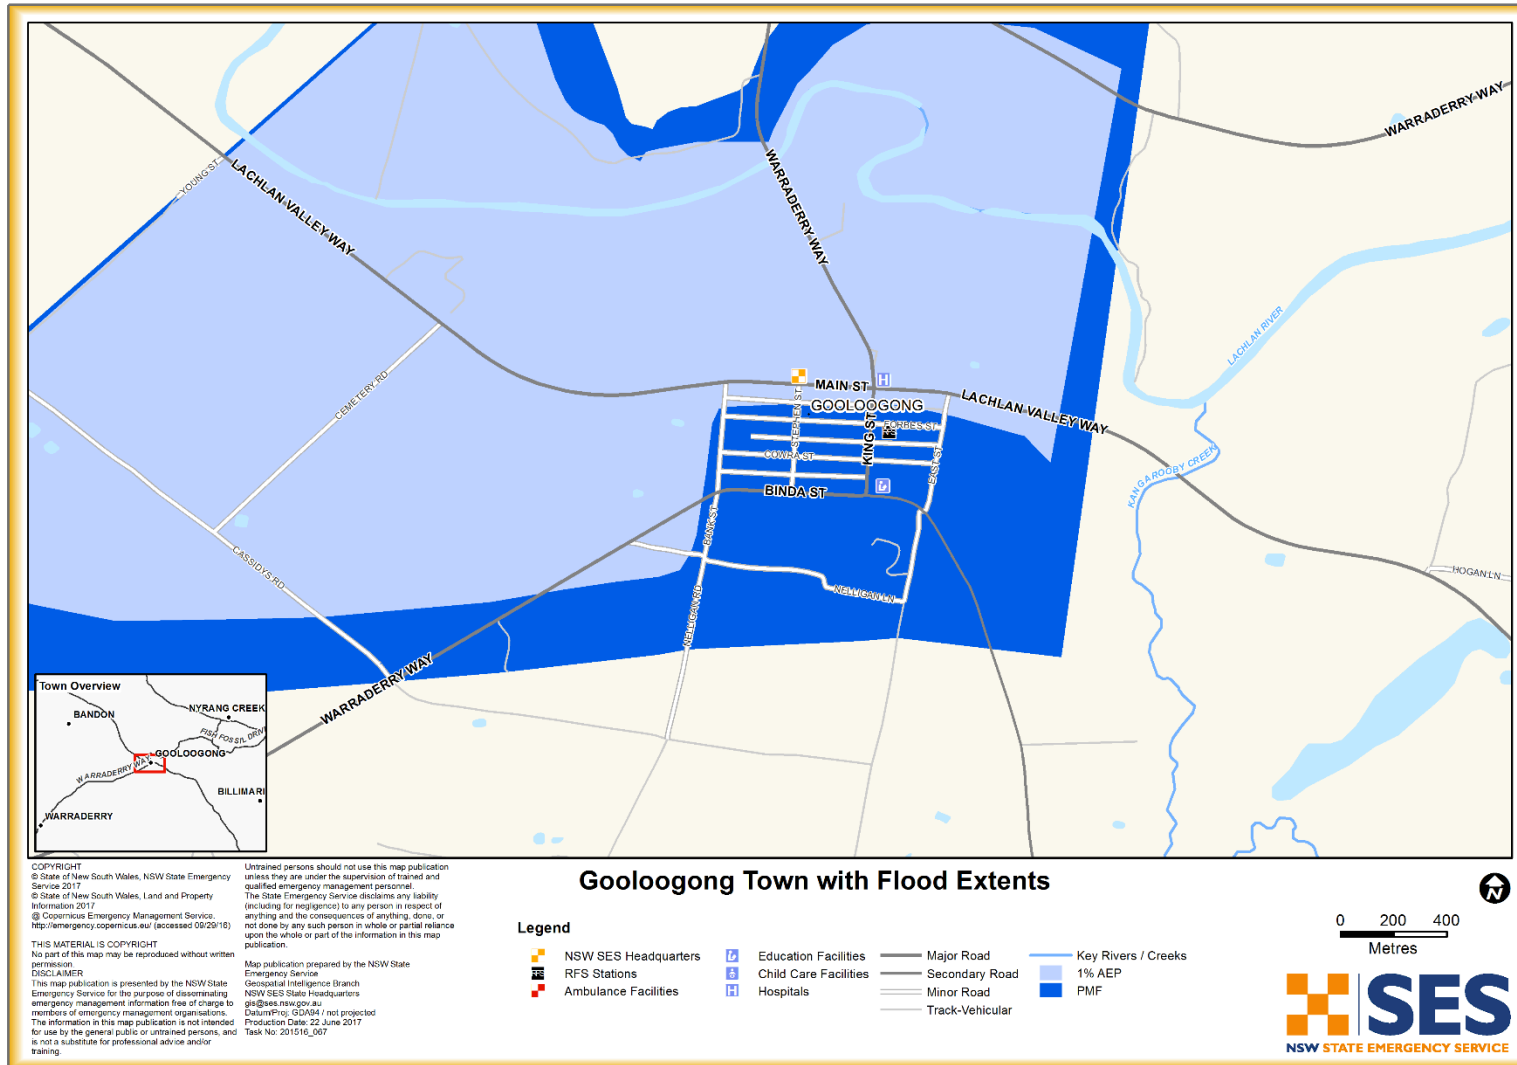 YOUNG ST
LACHLAN VALLEY WAY
WARRADERRY WAY
WARRADERRY WAY
LACHLAN RIVER
CEMETERY RD
MAIN ST
GOOLOOGONG
LACHLAN VALLEY WAY
STEPHEN ST
KING ST
FORBES ST
RFS
COWRA ST
EAST ST
BINDA ST
KANGAROOBY CREEK
BANK ST
CASSIDYS RD
NELLIGAN LN
HOGAN LN
NELLIGAN RD
WARRADERRY WAY
Town Overview
BANDON
NYRANG CREEK
FISH FOSSIL DRIVE
GOOLOOGONG
WARRADERRY WAY
BILLIMARI
WARRADERRY
COPYRIGHT
© State of New South Wales, NSW State Emergency
Service 2017
© State of New South Wales, Land and Property
Information 2017
@ Copernicus Emergency Management Service.
http://emergency.copernicus.eu/ (accessed 09/29/16)
THIS MATERIAL IS COPYRIGHT
No part of this map may be reproduced without written
permission.
DISCLAIMER
This map publication is presented by the NSW State
Emergency Service for the purpose of disseminating
emergency management information free of charge to
members of emergency management organisations.
The information in this map publication is not intended
for use by the general public or untrained persons, and
is not a substitute for professional advice and/or
training.
Untrained persons should not use this map publication
unless they are under the supervision of trained and
qualified emergency management personnel.
The State Emergency Service disclaims any liability
(including for negligence) to any person in respect of
anything and the consequences of anything, done, or
not done by any such person in whole or partial reliance
upon the whole or part of the information in this map
publication.
Map publication prepared by the NSW State
Emergency Service
Geospatial Intelligence Branch
NSW SES State Headquarters
gis@ses.nsw.gov.au
Datum/Proj: GDA94 / not projected
Production Date: 22 June 2017
Task No: 201516_067
Gooloogong Town with Flood Extents
N
Legend
NSW SES Headquarters
RFS Stations
Ambulance Facilities
Education Facilities
Child Care Facilities
Hospitals
Major Road
Secondary Road
Minor Road
Track-Vehicular
Key Rivers / Creeks
1% AEP
PMF
0 200 400
Metres
SES
NSW STATE EMERGENCY SERVICE